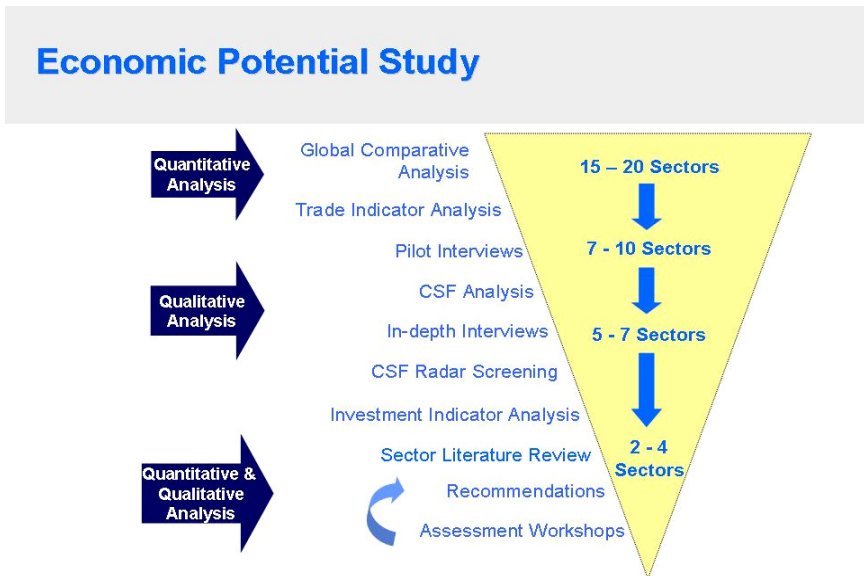 Economic Potential Study
Quantitative
Analysis
Global Comparative
Analysis
15 – 20 Sectors
Trade Indicator Analysis
Pilot Interviews
7 - 10 Sectors
Qualitative
Analysis
CSF Analysis
In-depth Interviews
5 - 7 Sectors
CSF Radar Screening
Investment Indicator Analysis
Quantitative &
Qualitative
Analysis
Sector Literature Review
2 - 4
Sectors
Recommendations
Assessment Workshops